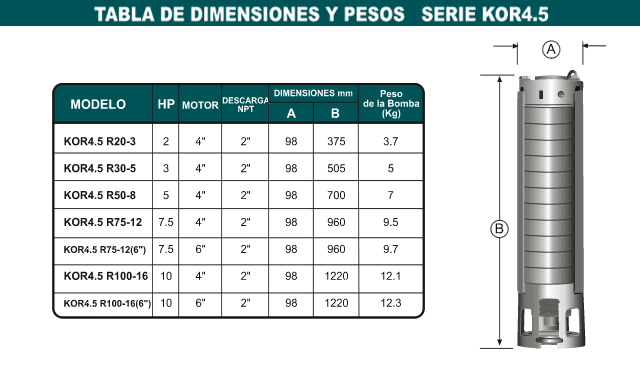 TABLA DE DIMENSIONES Y PESOS SERIE KOR4.5
MODELO HP MOTOR DESCARGA NPT DIMENSIONES mm A B Peso de la Bomba (Kg)
KOR4.5 R20-3 2 4" 2" 98 375 3.7
KOR4.5 R30-5 3 4" 2" 98 505 5
KOR4.5 R50-8 5 4" 2" 98 700 7
KOR4.5 R75-12 7.5 4" 2" 98 960 9.5
KOR4.5 R75-12(6") 7.5 6" 2" 98 960 9.7
KOR4.5 R100-16 10 4" 2" 98 1220 12.1
KOR4.5 R100-16(6") 10 6" 2" 98 1220 12.3
A
B